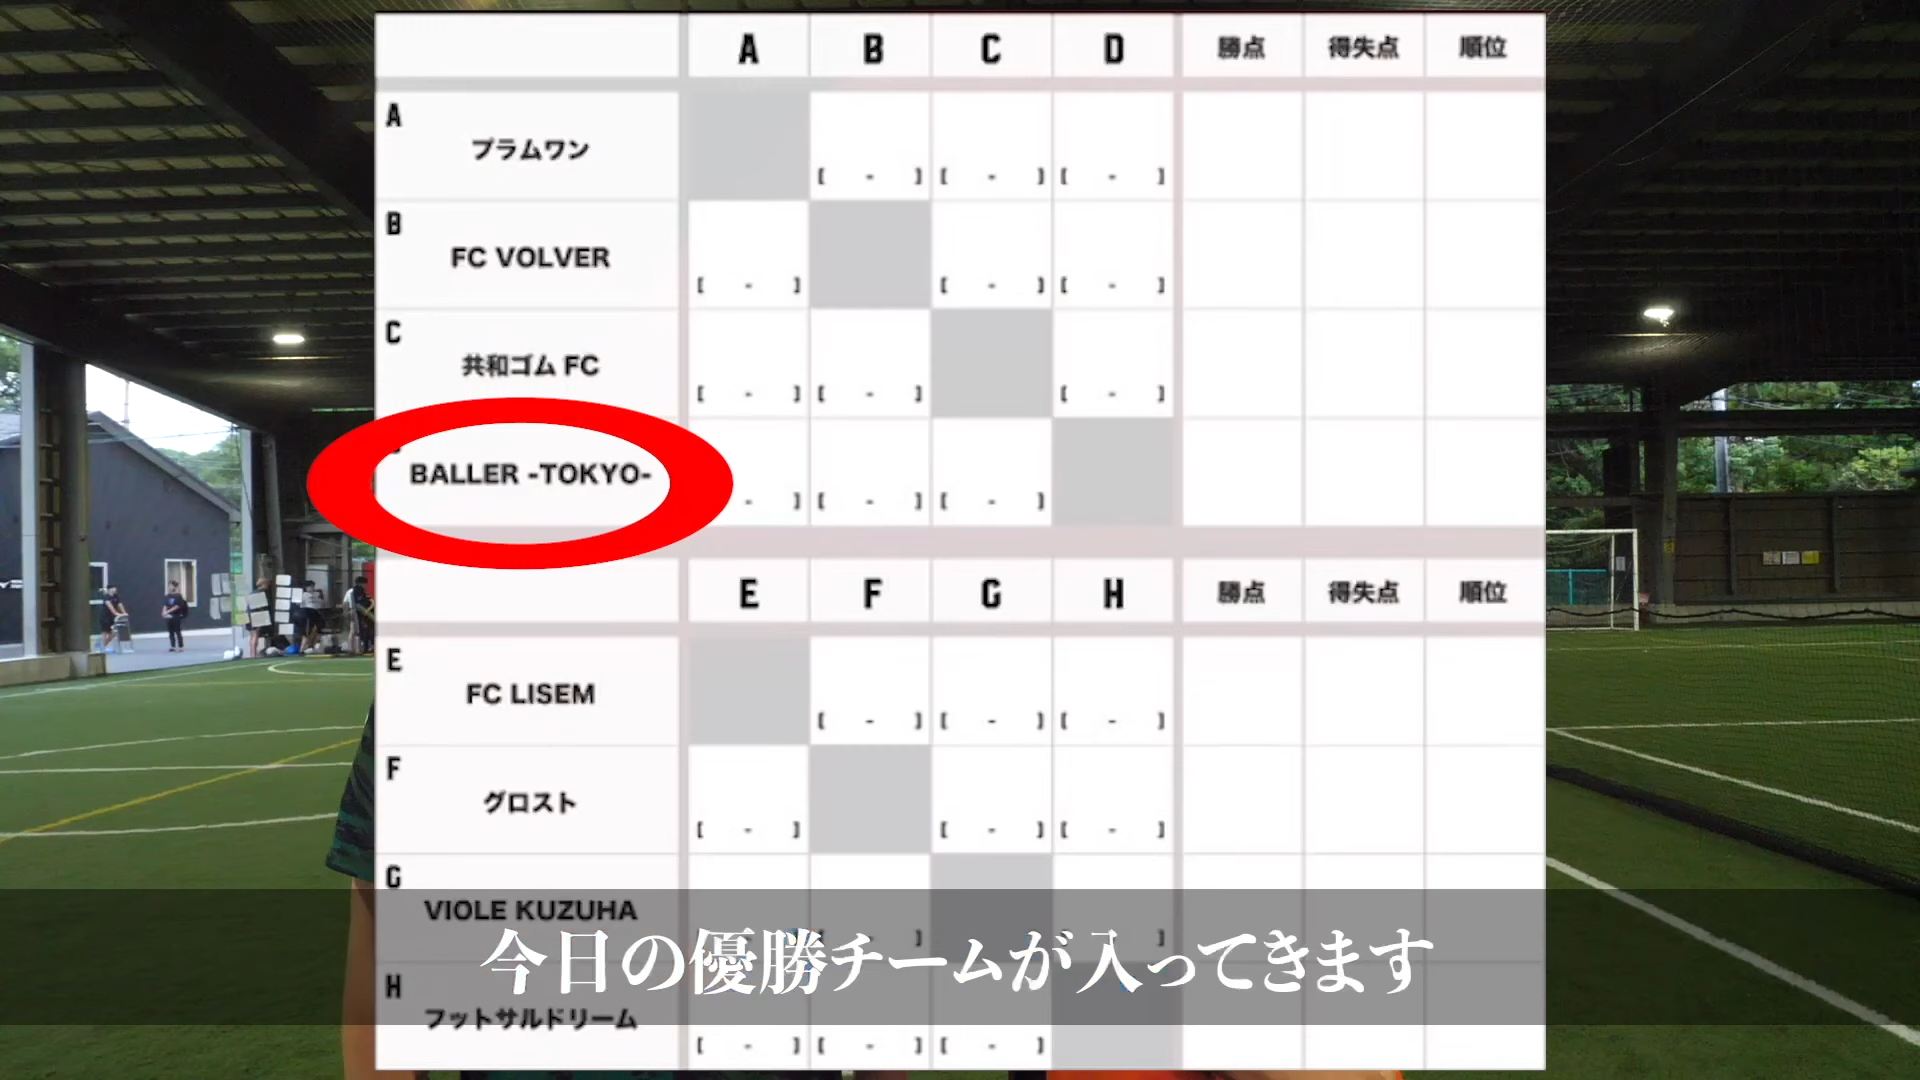 A B C D 勝点 得失点 順位
A
プラムワン
[ - ] [ - ] [ - ]
B
FC VOLVER
[ - ] [ - ] [ - ]
C
共和ゴム FC
[ - ] [ - ] [ - ]
BALLER -TOKYO-
- ] [ - ] [ - ]
E F G H 勝点 得失点 順位
E
FC LISEM
[ - ] [ - ] [ - ]
F
グロスト
[ - ] [ - ] [ - ]
G
VIOLE KUZUHA
今日の優勝チームが入ってきます
H
フットサルドリーム
[ - ] [ - ] [ - ]